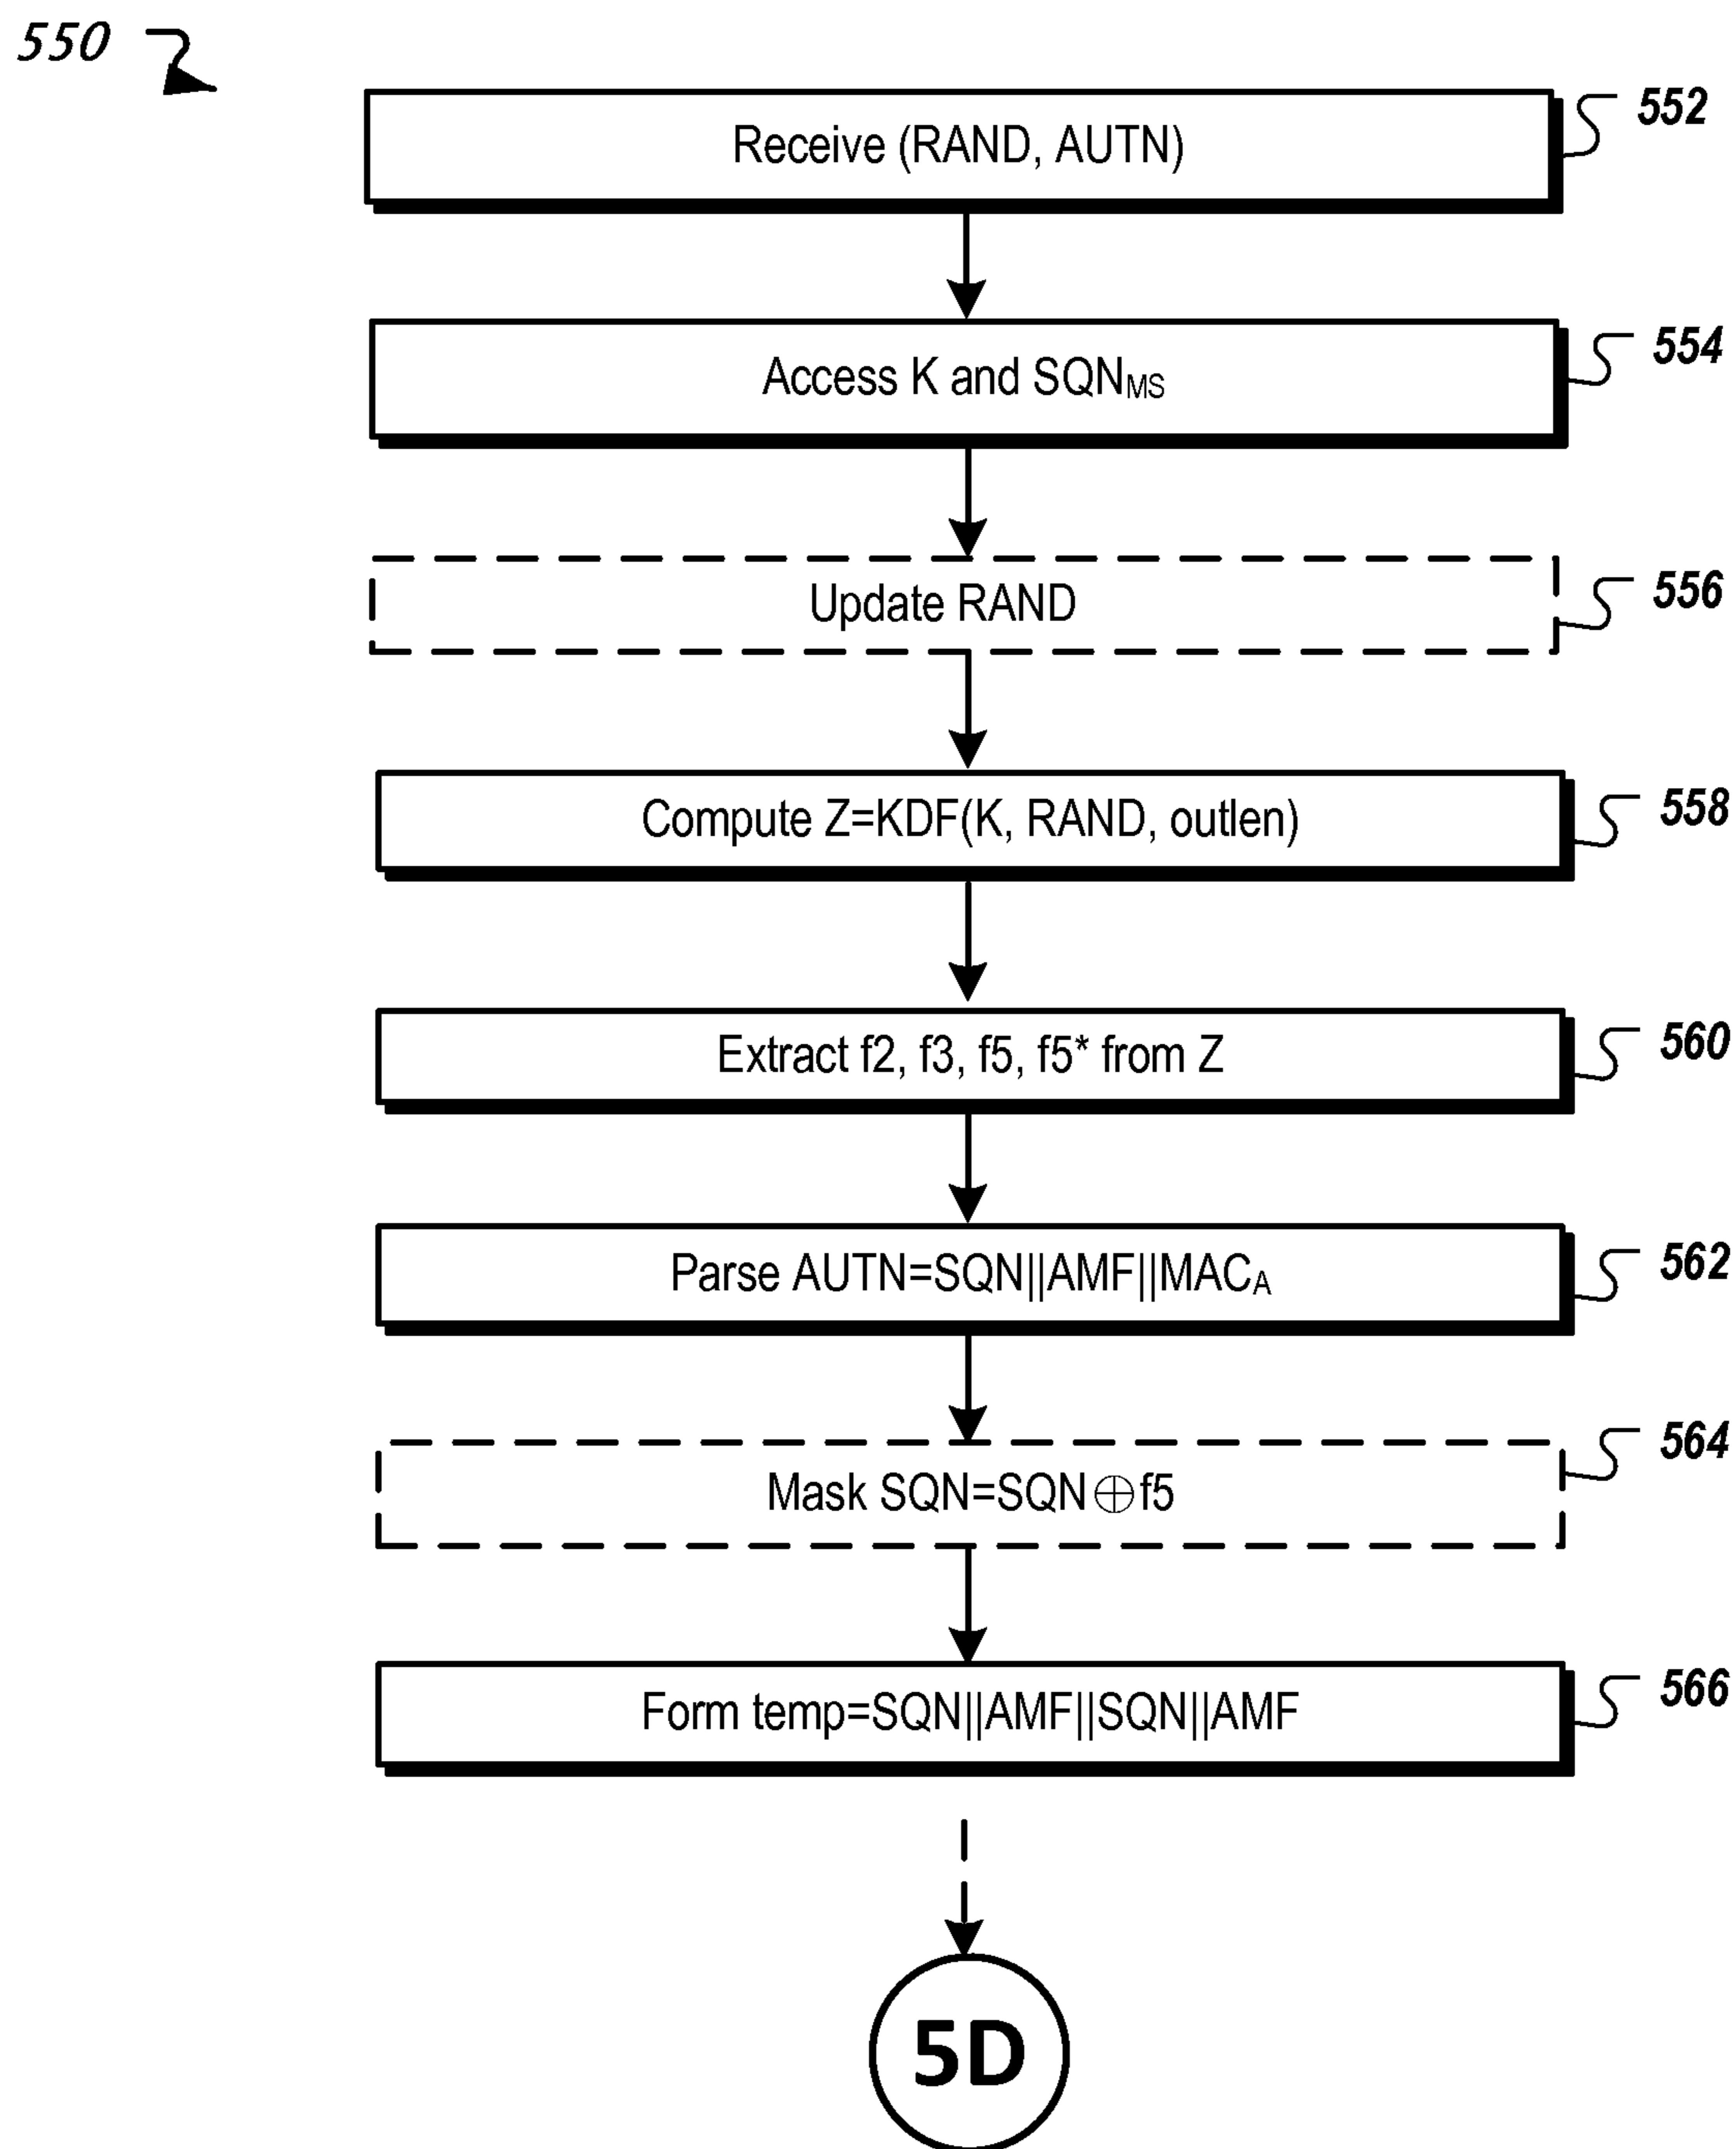 550
Receive (RAND, AUTN)
552
Access K and SQN_MS
554
Update RAND
556
Compute Z=KDF(K, RAND, outlen)
558
Extract f2, f3, f5, f5* from Z
560
Parse AUTN=SQN||AMF||MAC_A
562
Mask SQN=SQN⊕f5
564
Form temp=SQN||AMF||SQN||AMF
566
5D